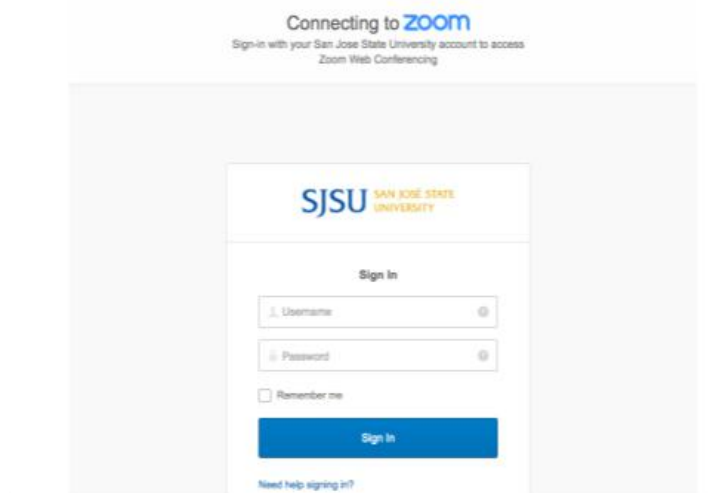 Connecting to zoom
Sign-in with your San Jose State University account to access
Zoom Web Conferencing
SJSU SAN JOSÉ STATE
UNIVERSITY
Sign In
Username
Password
Remember me
Sign In
Need help signing in?